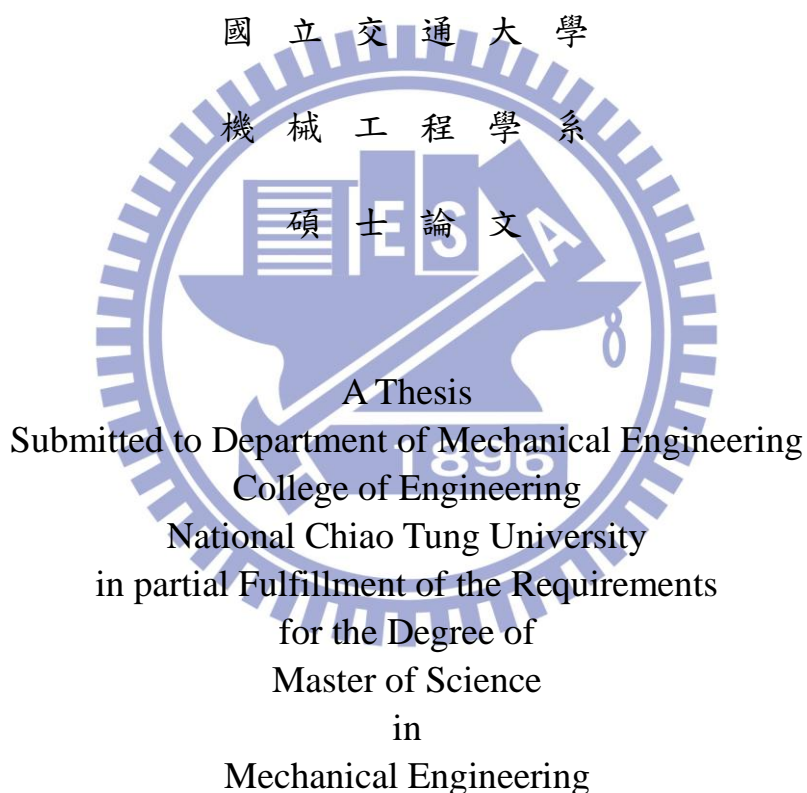 國立交通大學
機械工程學系
碩士論文
ESA
A Thesis
Submitted to Department of Mechanical Engineering
1896
College of Engineering
National Chiao Tung University
in partial Fulfillment of the Requirements
for the Degree of
Master of Science
in
Mechanical Engineering